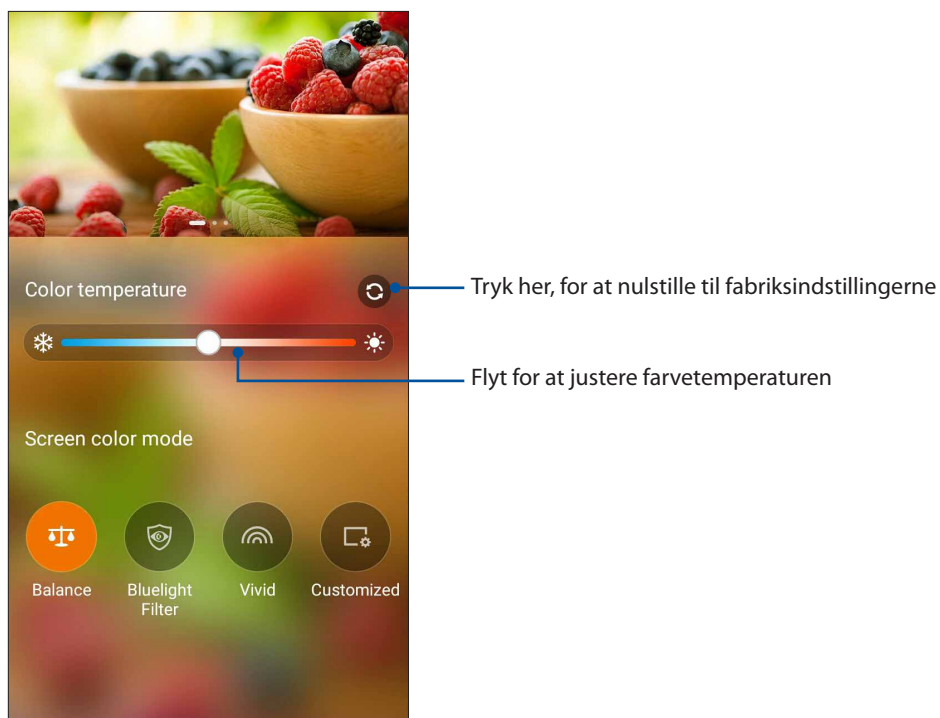 Color temperature
Tryk her, for at nulstille til fabriksindstillingerne
Flyt for at justere farvetemperaturen
Screen color mode
Balance
Bluelight
Filter
Vivid
Customized